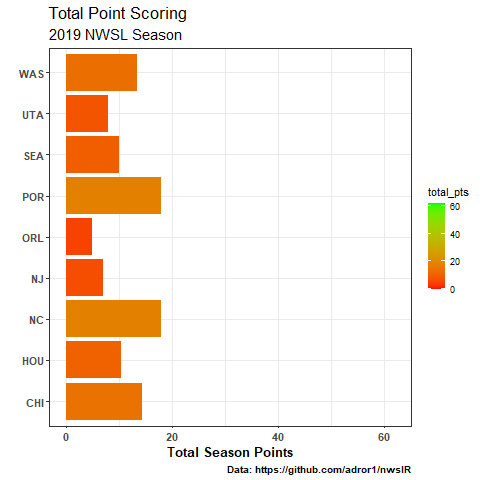 Total Point Scoring
2019 NWSL Season
WAS
UTA
SEA
POR
ORL
NJ
NC
HOU
CHI
0 20 40 60
Total Season Points
total_pts
60
40
20
0
Data: https://github.com/adror1/nwslR